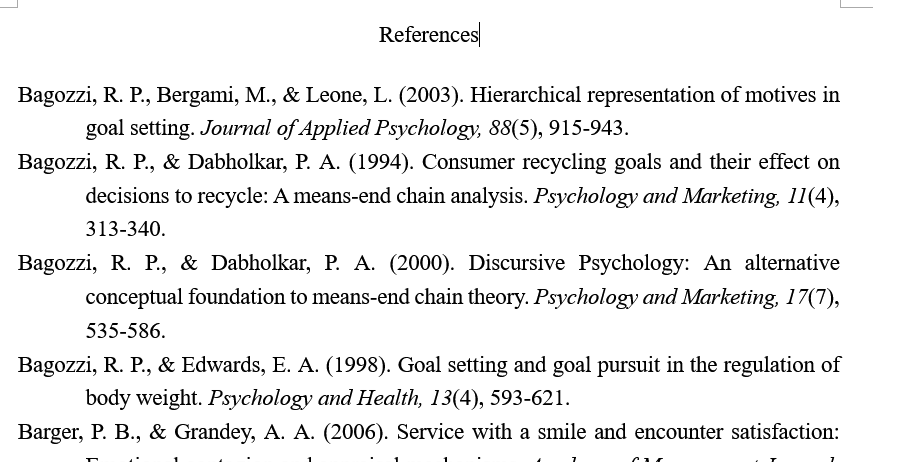 References
Bagozzi, R. P., Bergami, M., & Leone, L. (2003). Hierarchical representation of motives in
goal setting. Journal of Applied Psychology, 88(5), 915-943.
Bagozzi, R. P., & Dabholkar, P. A. (1994). Consumer recycling goals and their effect on
decisions to recycle: A means-end chain analysis. Psychology and Marketing, 11(4),
313-340.
Bagozzi, R. P., & Dabholkar, P. A. (2000). Discursive Psychology: An alternative
conceptual foundation to means-end chain theory. Psychology and Marketing, 17(7),
535-586.
Bagozzi, R. P., & Edwards, E. A. (1998). Goal setting and goal pursuit in the regulation of
body weight. Psychology and Health, 13(4), 593-621.
Barger, P. B., & Grandey, A. A. (2006). Service with a smile and encounter satisfaction: